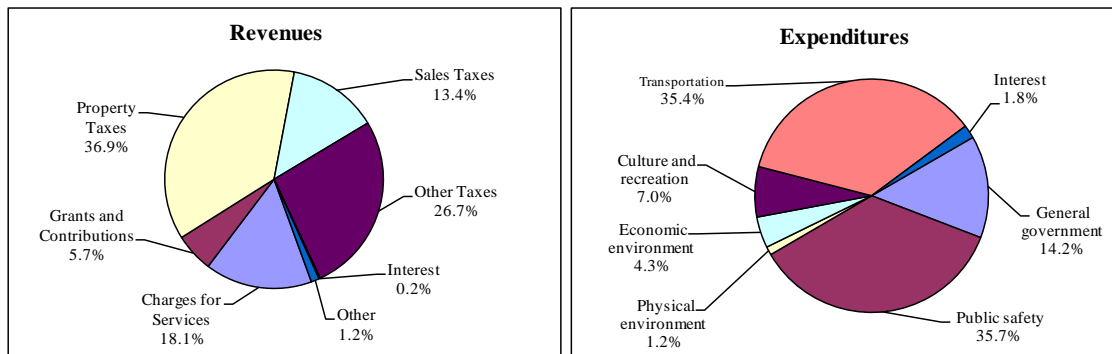 Revenues
Sales Taxes
13.4%
Property
Taxes
36.9%
Other Taxes
26.7%
Grants and
Contributions
5.7%
Interest
0.2%
Charges for
Services
18.1%
Other
1.2%
Expenditures
Transportation
35.4%
Interest
1.8%
Culture and
recreation
7.0%
General
government
14.2%
Economic
environment
4.3%
Physical
environment
1.2%
Public safety
35.7%